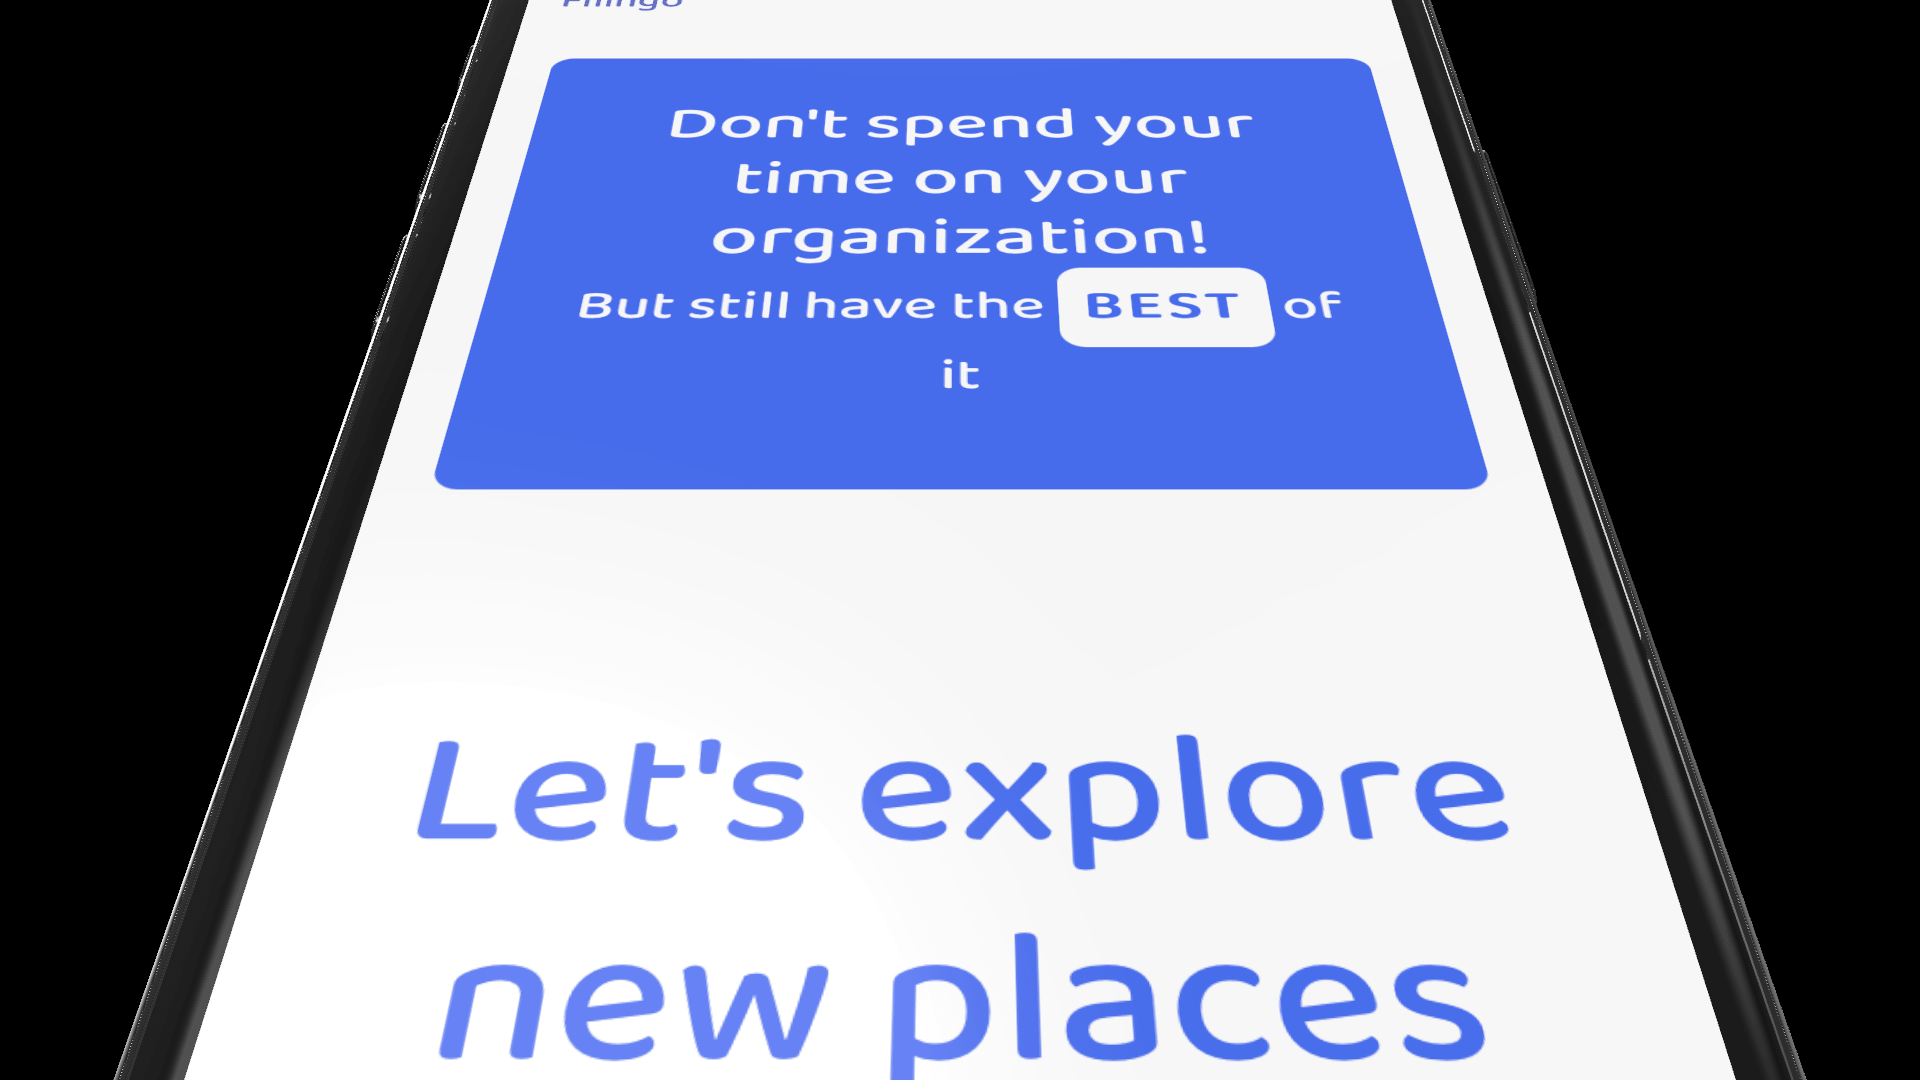 Don't spend your
time on your
organization!
But still have the BEST of
it
Let's explore
new places